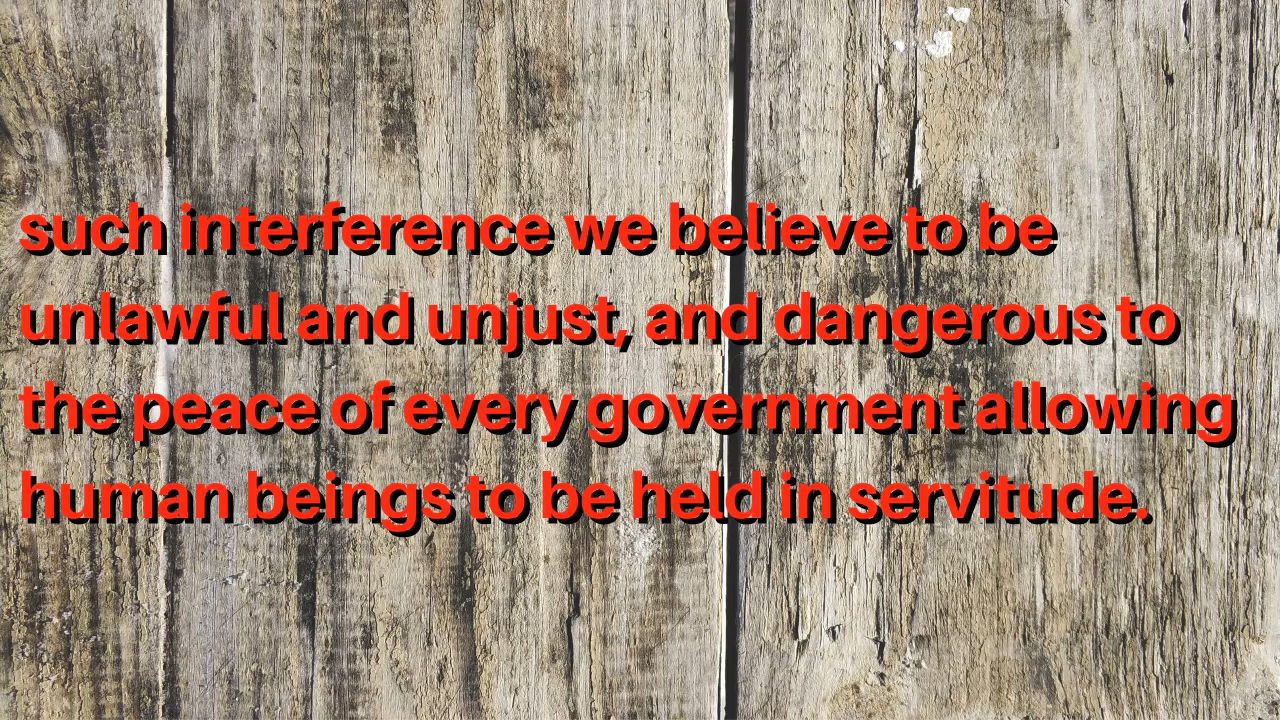 such interference we believe to be
unlawful and unjust, and dangerous to
the peace of every government allowing
human beings to be held in servitude.